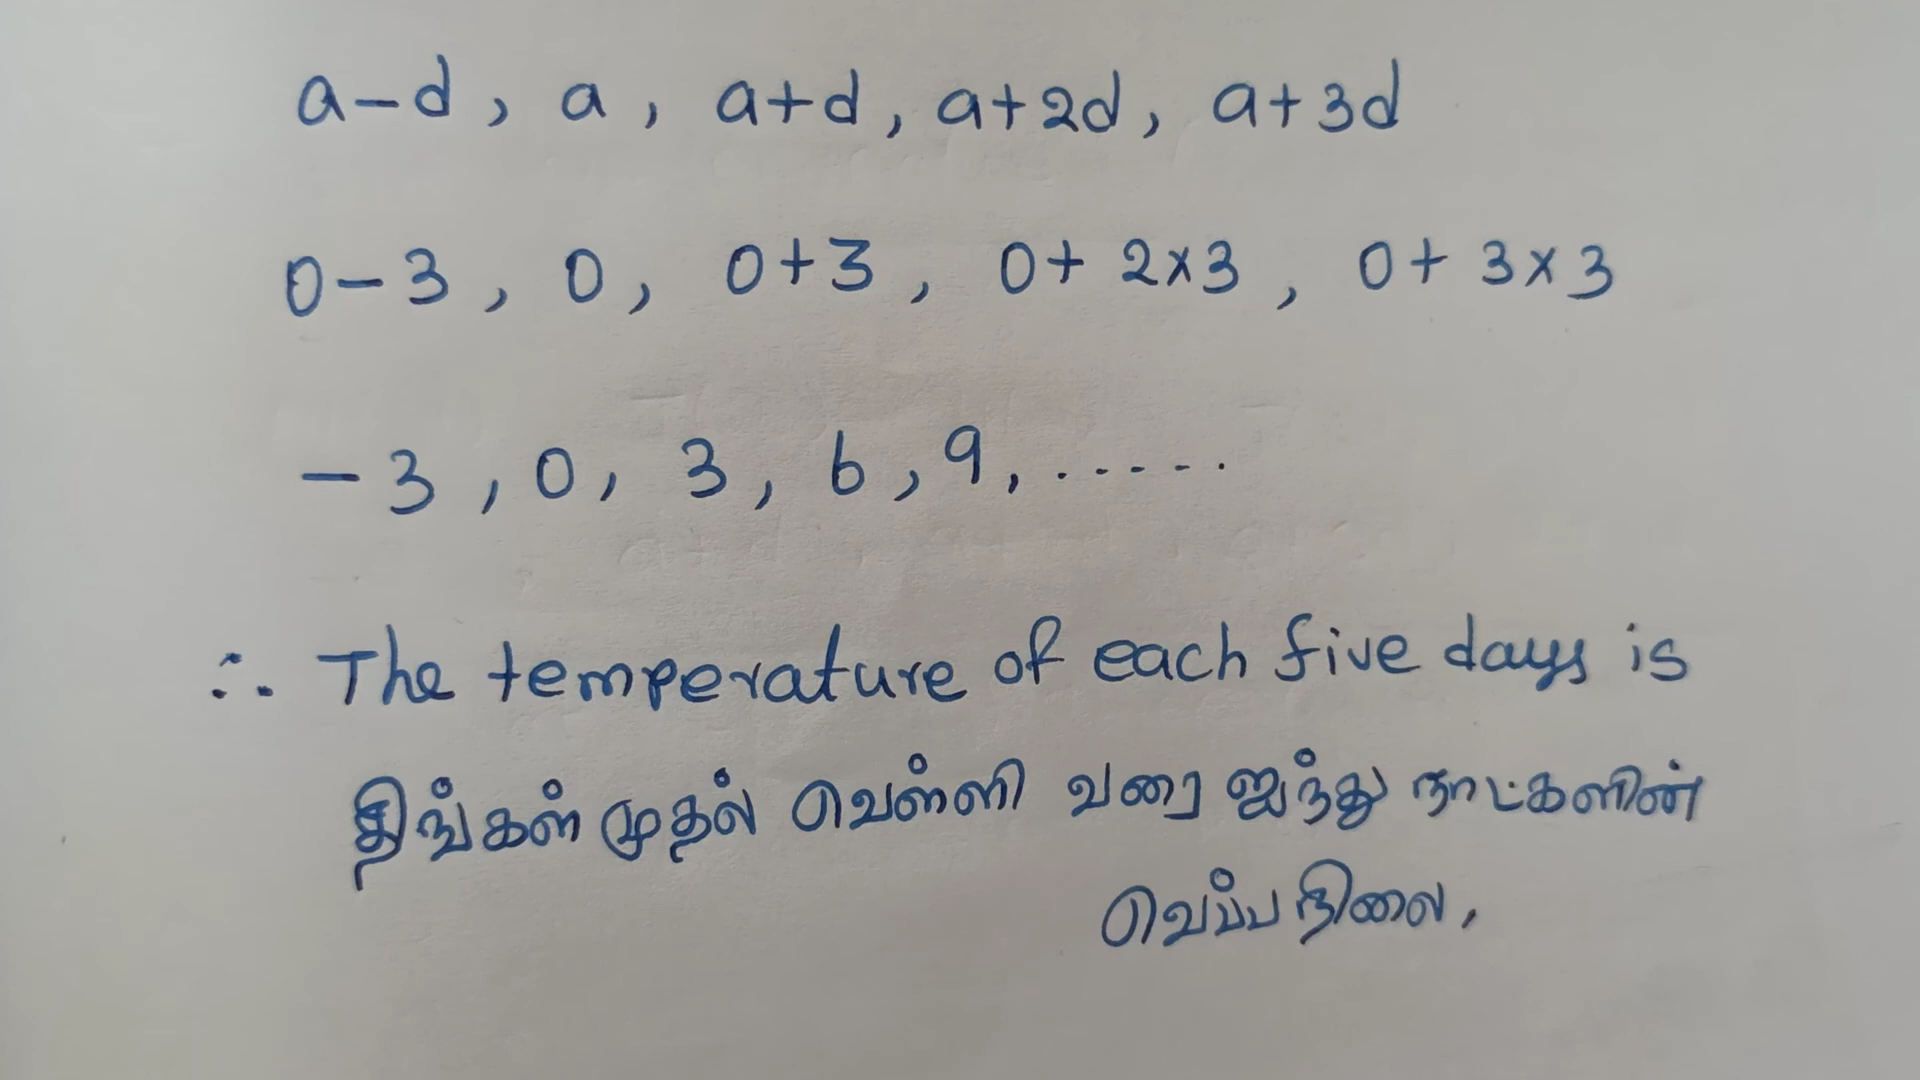 a-d, a, a+d, a+2d, a+3d
0-3, 0, 0+3, 0+ 2×3, 0+ 3×3
-3, 0, 3, 6, 9, ......
∴ The temperature of each five days is
திங்கள் முதல் வெள்ளி வரை ஐந்து நாட்களின்
வெப்ப நிலை,